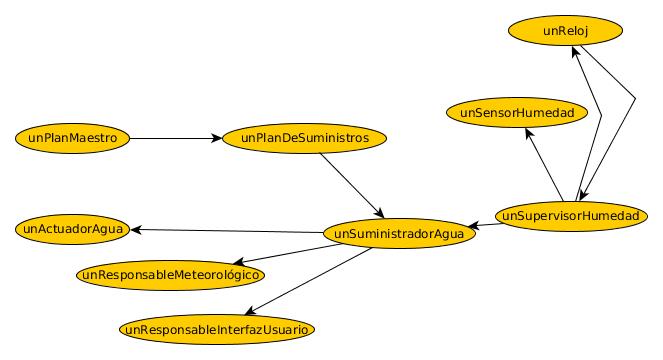 unReloj
unSensorHumedad
unPlanMaestro
unPlanDeSuministros
unSupervisorHumedad
unActuadorAgua
unSuministradorAgua
unResponsableMeteorológico
unResponsableInterfazUsuario